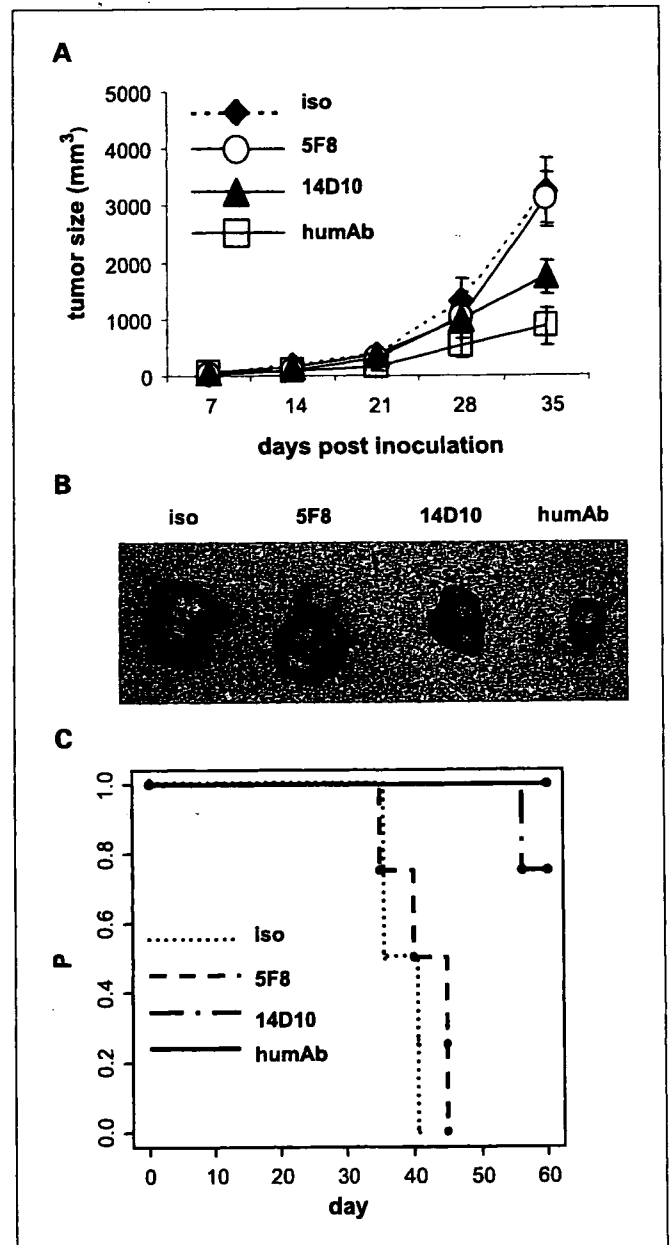 A
5000
4000
3000
2000
1000
0
tumor size (mm³)
iso
5F8
14D10
humAb
7 14 21 28 35
days post inoculation
B
iso 5F8 14D10 humAb
C
1.0
0.8
0.6
0.4
0.2
0.0
P
iso
5F8
14D10
humAb
0 10 20 30 40 50 60
day